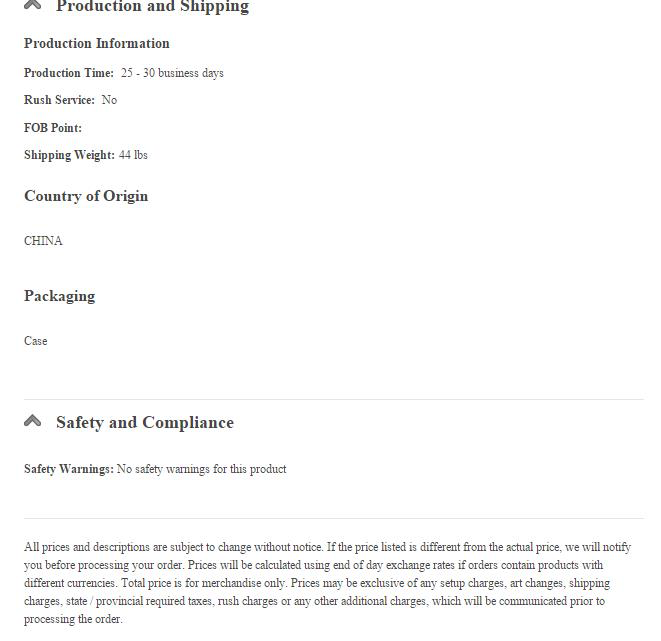 Production and Shipping
Production Information
Production Time: 25 - 30 business days
Rush Service: No
FOB Point:
Shipping Weight: 44 lbs
Country of Origin
CHINA
Packaging
Case
Safety and Compliance
Safety Warnings: No safety warnings for this product
All prices and descriptions are subject to change without notice. If the price listed is different from the actual price, we will notify
you before processing your order. Prices will be calculated using end of day exchange rates if orders contain products with
different currencies. Total price is for merchandise only. Prices may be exclusive of any setup charges, art changes, shipping
charges, state / provincial required taxes, rush charges or any other additional charges, which will be communicated prior to
processing the order.